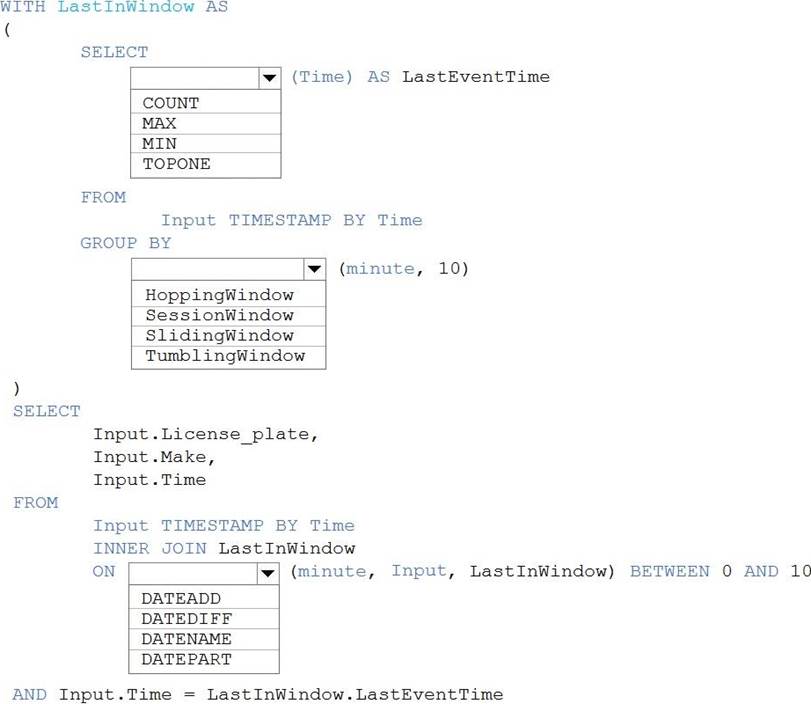 WITH LastInWindow AS
(
SELECT
(Time) AS LastEventTime
COUNT
MAX
MIN
TOPONE
FROM
Input TIMESTAMP BY Time
GROUP BY
(minute, 10)
HoppingWindow
SessionWindow
SlidingWindow
TumblingWindow
)
SELECT
Input.License_plate,
Input.Make,
Input.Time
FROM
Input TIMESTAMP BY Time
INNER JOIN LastInWindow
ON (minute, Input, LastInWindow) BETWEEN 0 AND 10
DATEADD
DATEDIFF
DATENAME
DATEPART
AND Input.Time = LastInWindow.LastEventTime